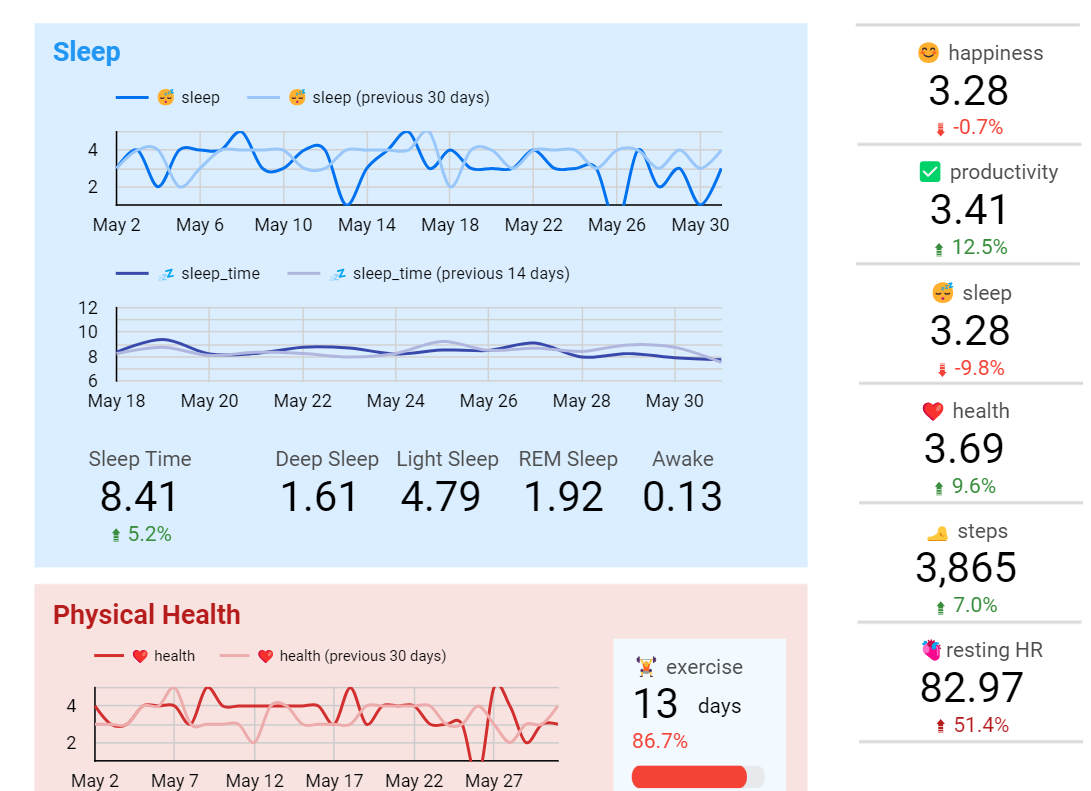 Sleep
sleep sleep (previous 30 days)
4
2
May 2 May 6 May 10 May 14 May 18 May 22 May 26 May 30
sleep_time sleep_time (previous 14 days)
12
10
8
6
May 18 May 20 May 22 May 24 May 26 May 28 May 30
Sleep Time Deep Sleep Light Sleep REM Sleep Awake
8.41 1.61 4.79 1.92 0.13
5.2%
Physical Health
health health (previous 30 days)
4
2
May 2 May 7 May 12 May 17 May 22 May 27
exercise
13 days
86.7%
happiness
3.28
-0.7%
productivity
3.41
12.5%
sleep
3.28
-9.8%
health
3.69
9.6%
steps
3,865
7.0%
resting HR
82.97
51.4%